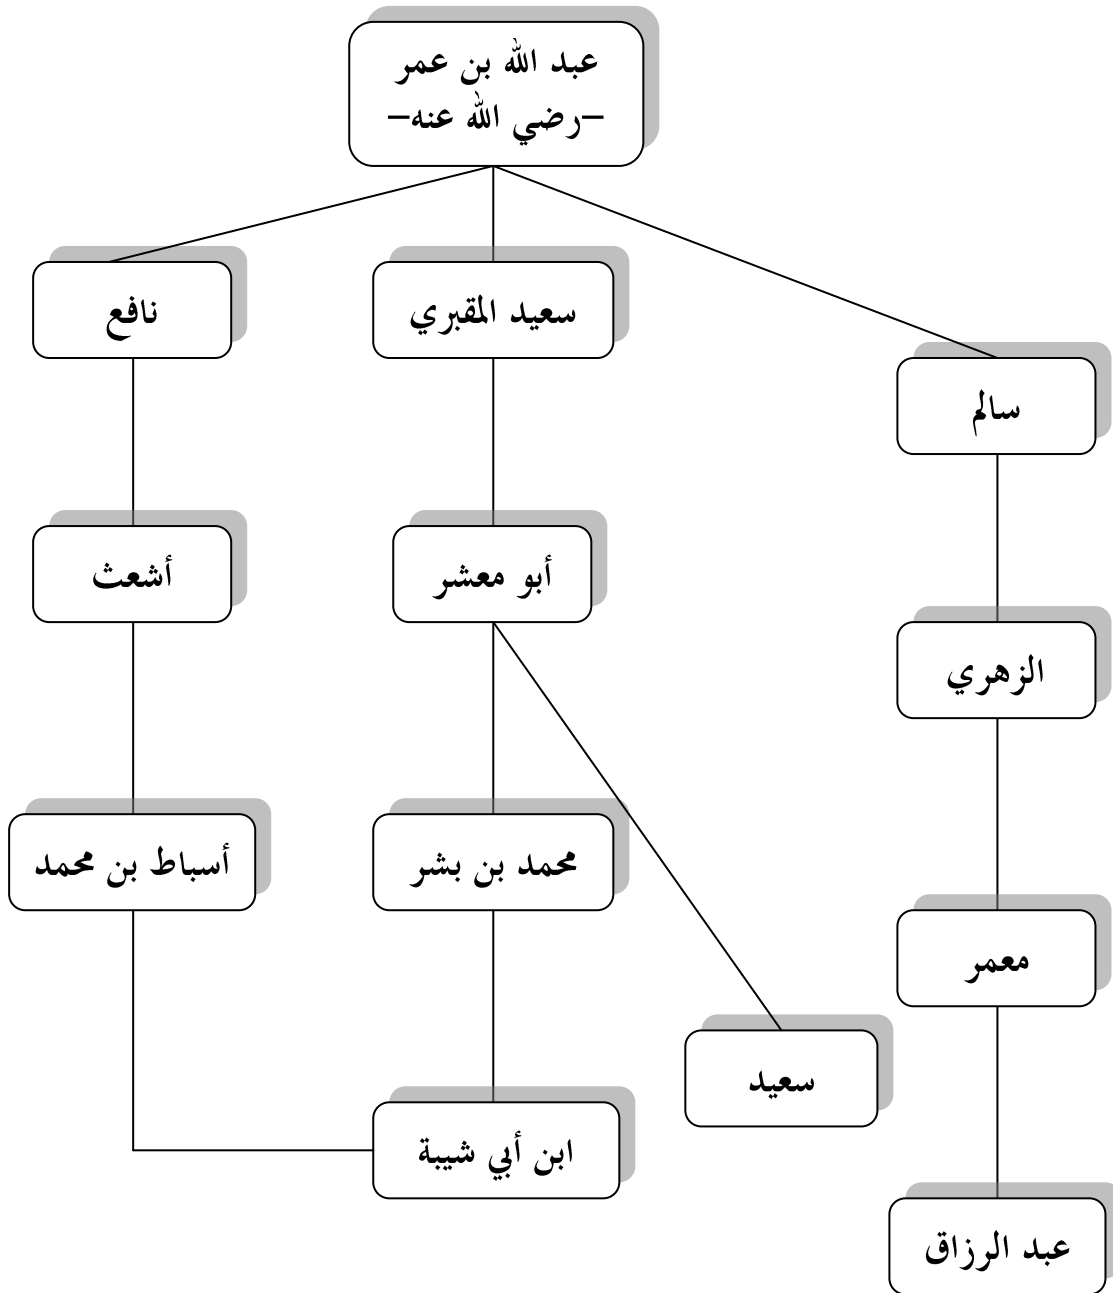 عبد الله بن عمر
–رضي الله عنه–
سعيد المقبري
نافع
سالم
أبو معشر
أشعث
الزهري
محمد بن بشر
أسباط بن محمد
معمر
سعيد
ابن أبي شيبة
عبد الرزاق